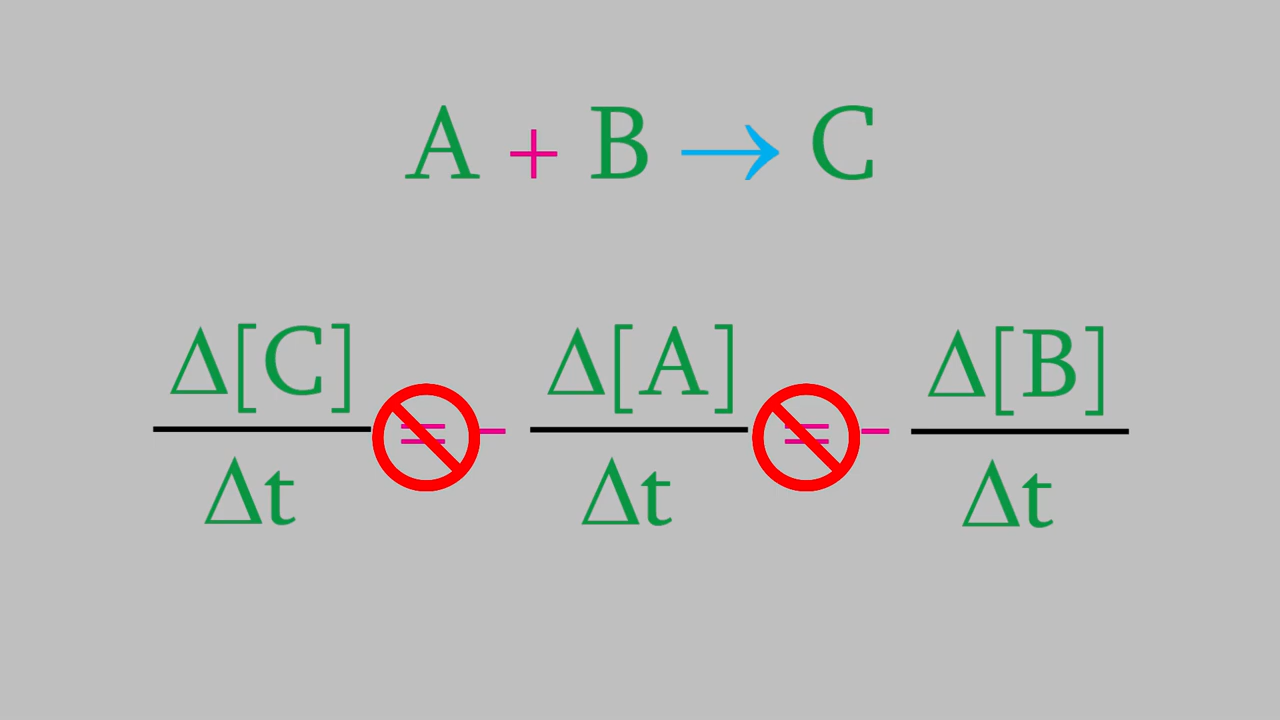 A + B → C
Δ[C] = − Δ[A] = − Δ[B]
Δt Δt Δt